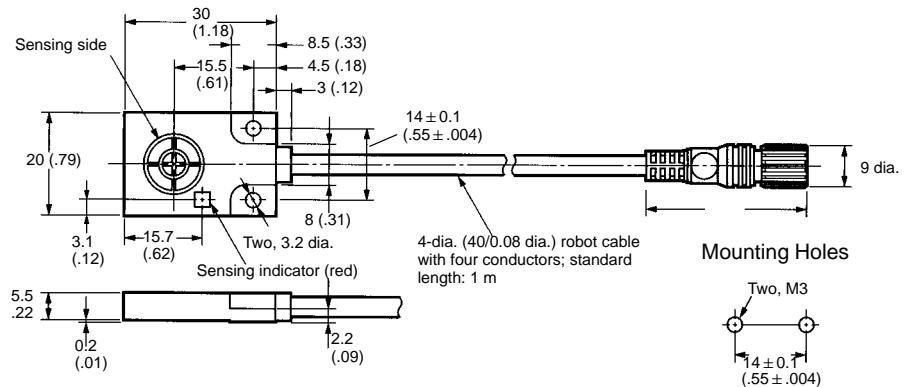 30
(1.18)
Sensing side
8.5 (.33)
15.5
(.61)
4.5 (.18)
3 (.12)
14 ± 0.1
(.55 ± .004)
20 (.79)
9 dia.
3.1
(.12)
15.7
(.62)
Two, 3.2 dia.
8 (.31)
Sensing indicator (red)
4-dia. (40/0.08 dia.) robot cable
with four conductors; standard
length: 1 m
Mounting Holes
5.5
.22
0.2
(.01)
2.2
(.09)
Two, M3
14 ± 0.1
(.55 ± .004)